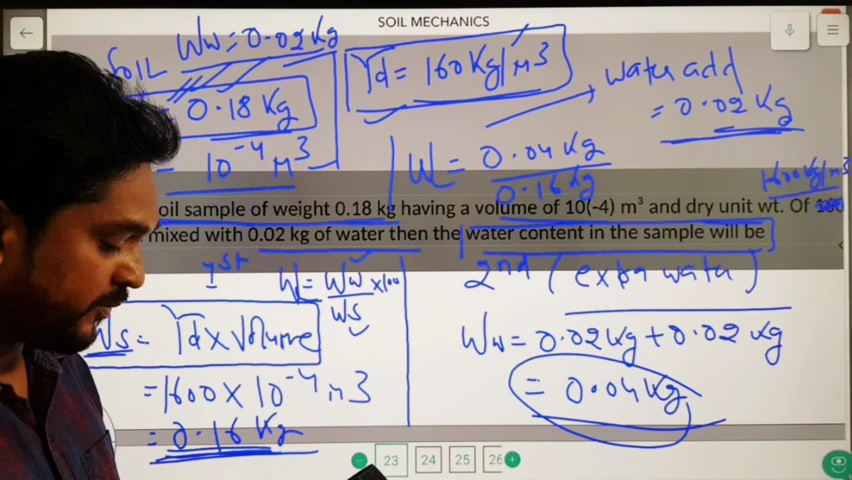 SOIL MECHANICS
SOIL Ww = 0.02 kg
0.18 Kg
= 10⁻⁴ M³
γd = 160 Kg/M³
water add
= 0.02 Kg
W = 0.04 Kg / 0.16 Kg
1600 Kg/m³
oil sample of weight 0.18 kg having a volume of 10(-4) m³ and dry unit wt. Of
mixed with 0.02 kg of water then the water content in the sample will be
1st
W = Ww/Ws × 100
Ws = γd × Volume
= 1600 × 10⁻⁴ M³
= 0.16 Kg
2nd (extra water)
Ww = 0.02 Kg + 0.02 Kg
= 0.04 Kg
23
24
25
26